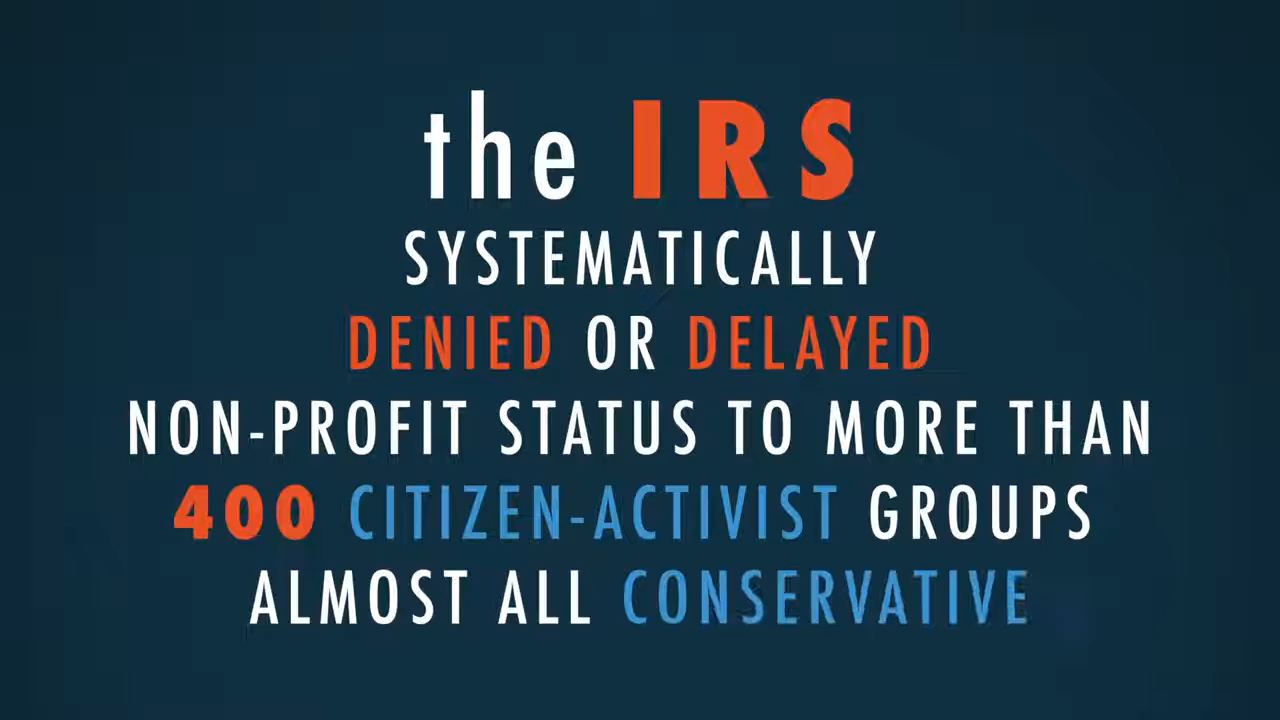 the IRS
SYSTEMATICALLY
DENIED OR DELAYED
NON-PROFIT STATUS TO MORE THAN
400 CITIZEN-ACTIVIST GROUPS
ALMOST ALL CONSERVATIVE